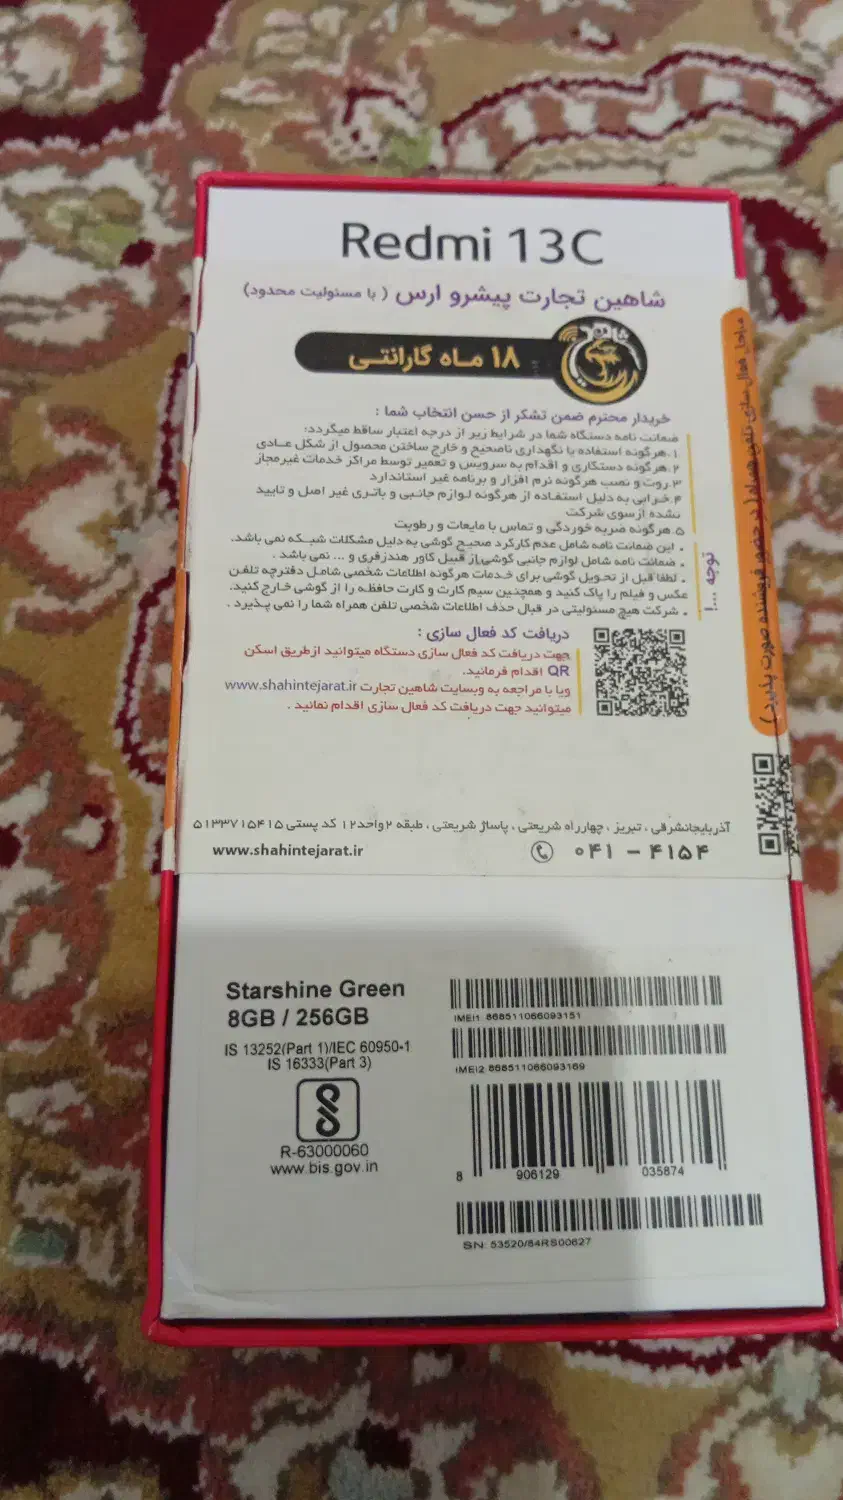 Redmi 13C
شاهین تجارت پیشرو ارس ( با مسئولیت محدود)
۱۸ ماه گارانتی
خریدار محترم ضمن تشکر از حسن انتخاب شما :
ضمانت نامه دستگاه شما در شرایط زیر از درجه اعتبار ساقط میگردد:
۱.هرگونه استفاده یا نگهداری ناصحیح و خارج ساختن محصول از شکل عادی
۲.هرگونه دستکاری و اقدام به سرویس و تعمیر توسط مراکز خدمات غیرمجاز
۳.روت و نصب هرگونه نرم افزار و برنامه غیر استاندارد
۴.خرابی به دلیل استفاده از هرگونه لوازم جانبی و باتری غیر اصل و تایید
نشده ازسوی شرکت
۵.هرگونه ضربه خوردگی و تماس با مایعات و رطوبت
توجه ...!
• این ضمانت نامه شامل عدم کارکرد صحیح گوشی به دلیل مشکلات شبکه نمی باشد.
• ضمانت نامه شامل لوازم جانبی گوشی از قبیل کاور هندزفری و ... نمی باشد .
• لطفا قبل از تحویل گوشی برای خدمات هرگونه اطلاعات شخصی شامل دفترچه تلفن
عکس و فیلم را پاک کنید و همچنین سیم کارت و کارت حافظه را از گوشی خارج کنید.
• شرکت هیچ مسئولیتی در قبال حذف اطلاعات شخصی تلفن همراه شما را نمی پذیرد .
دریافت کد فعال سازی :
جهت دریافت کد فعال سازی دستگاه میتوانید ازطریق اسکن
QR اقدام فرمائید.
ویا با مراجعه به وبسایت شاهین تجارت www.shahintejarat.ir
میتوانید جهت دریافت کد فعال سازی اقدام نمائید .
مراحل فعال سازی تلفن همراه ( در حضور فروشنده صورت پذیرد )
آذربایجانشرقی ، تبریز ، چهارراه شریعتی ، پاساژ شریعتی ، طبقه ۲واحد۱۲ کد پستی ۵۱۳۳۷۱۵۴۱۵
www.shahintejarat.ir
۰۴۱ - ۴۱۵۴
Starshine Green
8GB / 256GB
IS 13252(Part 1)/IEC 60950-1
IS 16333(Part 3)
R-63000060
www.bis.gov.in
IMEI1: 868511066093151
IMEI2: 868511066093169
8 906129 035874
SN: 53520/84RS00627